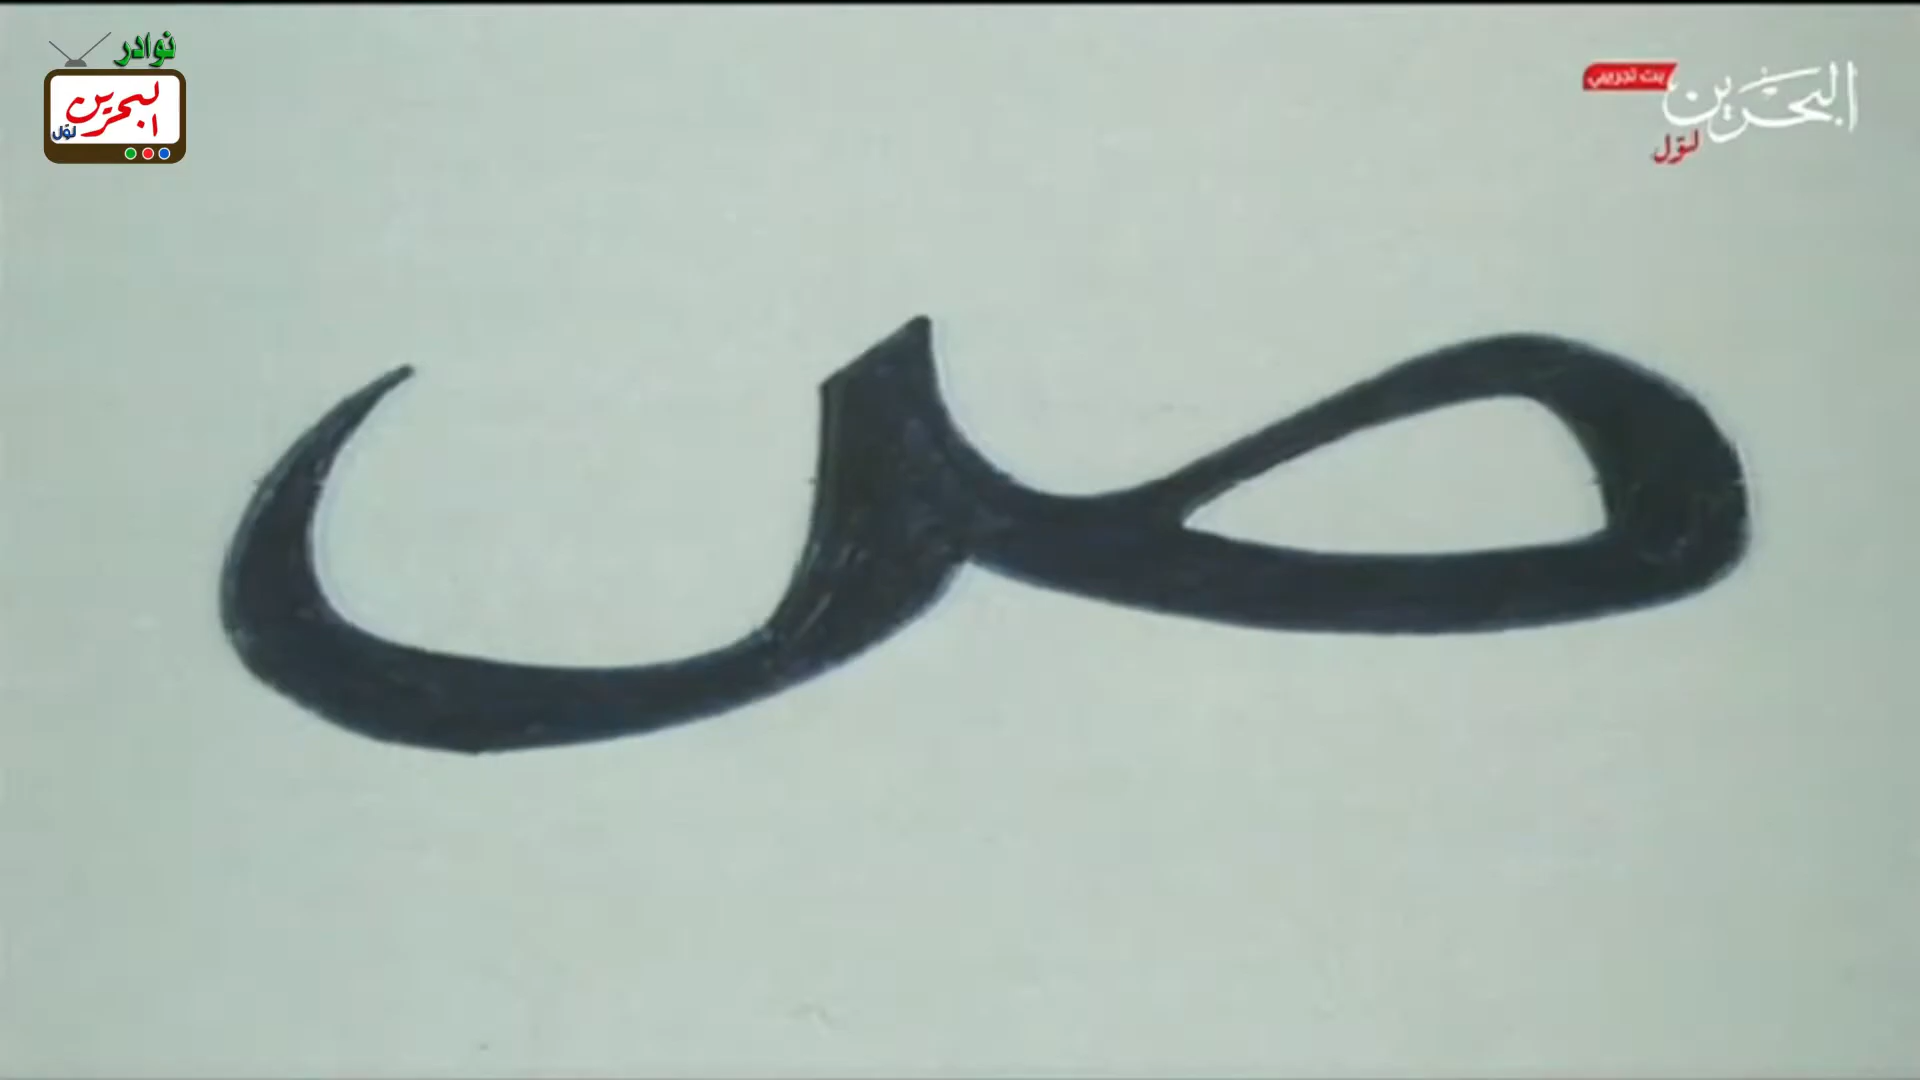 نوادر
البحرين
لوّل
البحرين
بث تجريبي
لوّل
ص